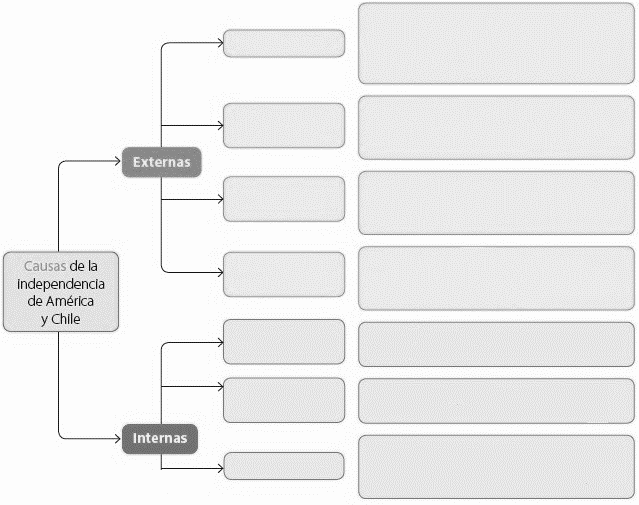 Externas
Causas de la
independencia
de América
y Chile
Internas